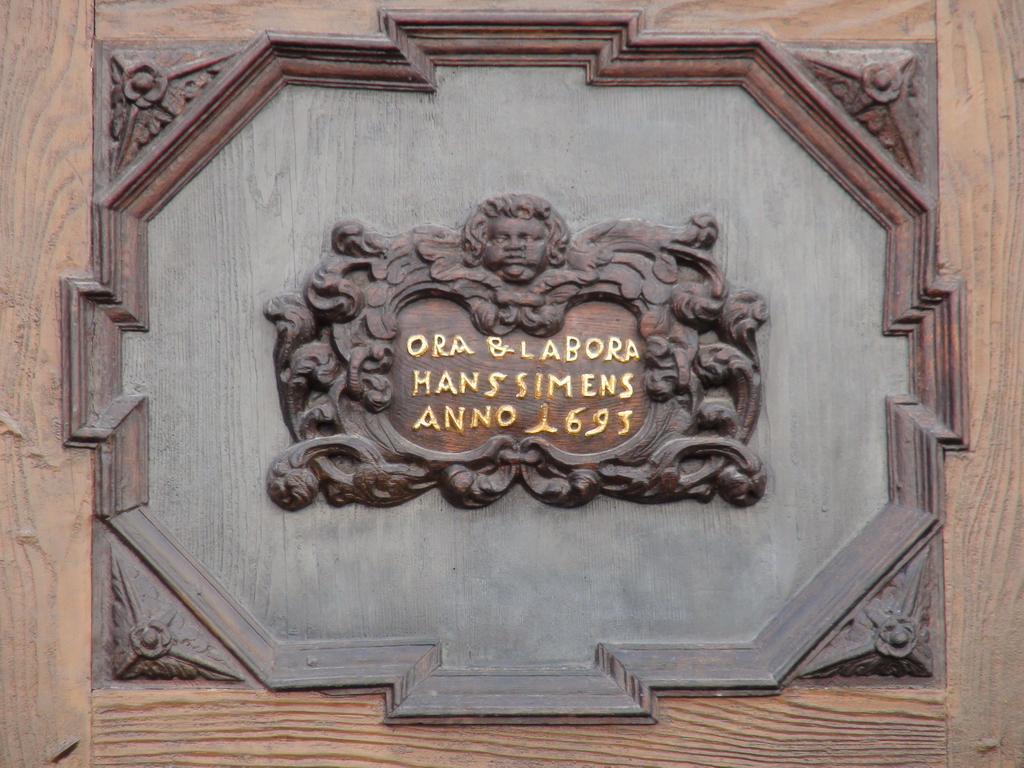 ORA & LABORA
HANS SIMENS
ANNO 1693